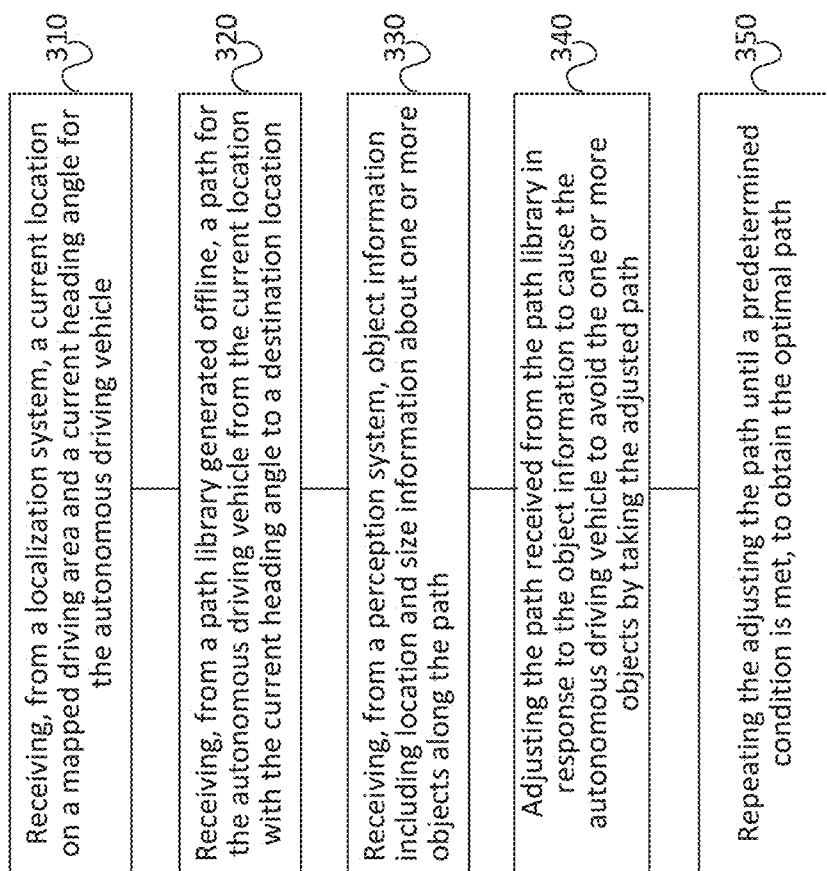 Receiving, from a localization system, a current location
on a mapped driving area and a current heading angle for
the autonomous driving vehicle
310
Receiving, from a path library generated offline, a path for
the autonomous driving vehicle from the current location
with the current heading angle to a destination location
320
Receiving, from a perception system, object information
including location and size information about one or more
objects along the path
330
Adjusting the path received from the path library in
response to the object information to cause the
autonomous driving vehicle to avoid the one or more
objects by taking the adjusted path
340
Repeating the adjusting the path until a predetermined
condition is met, to obtain the optimal path
350